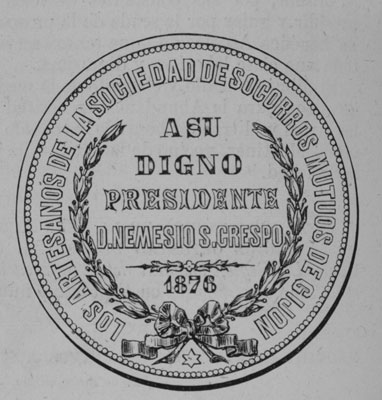 LOS ARTESANOS DE LA SOCIEDAD DE SOCORROS MUTUOS DE GIJON
A SU
DIGNO
PRESIDENTE
D. NEMESIO S. CRESPO
1876